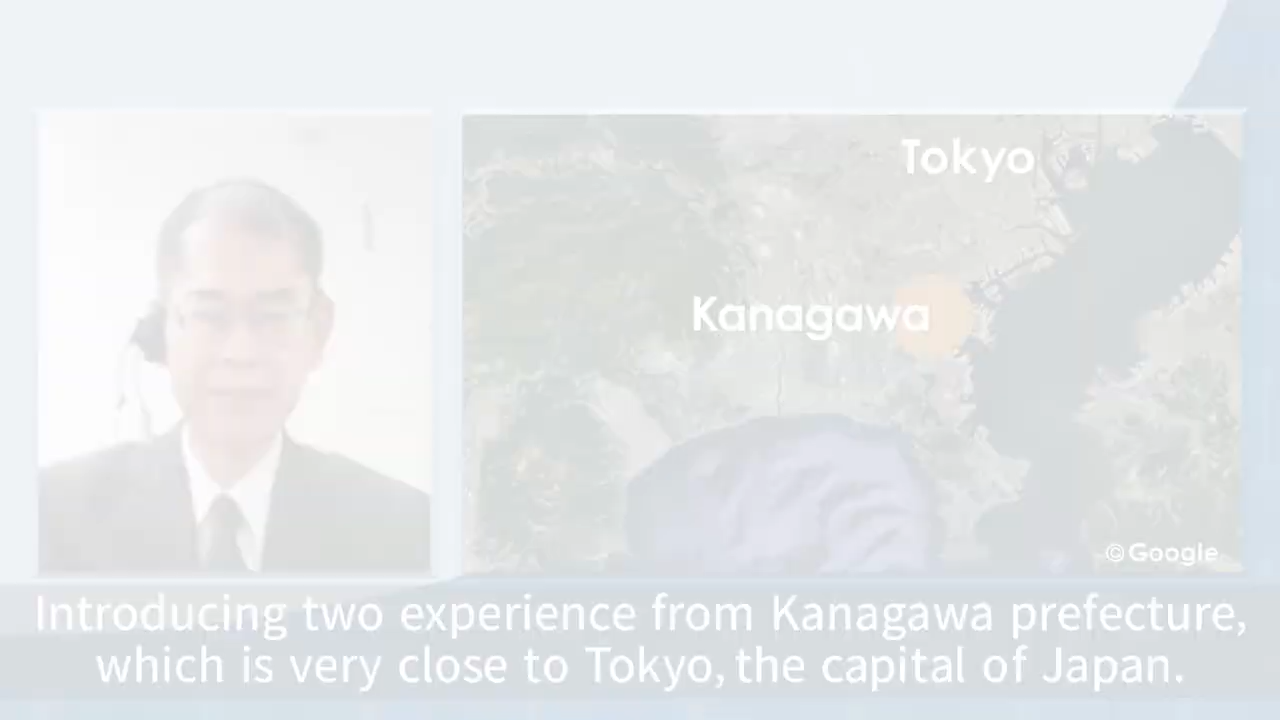 Tokyo
Kanagawa
©Google
Introducing two experience from Kanagawa prefecture,
which is very close to Tokyo, the capital of Japan.